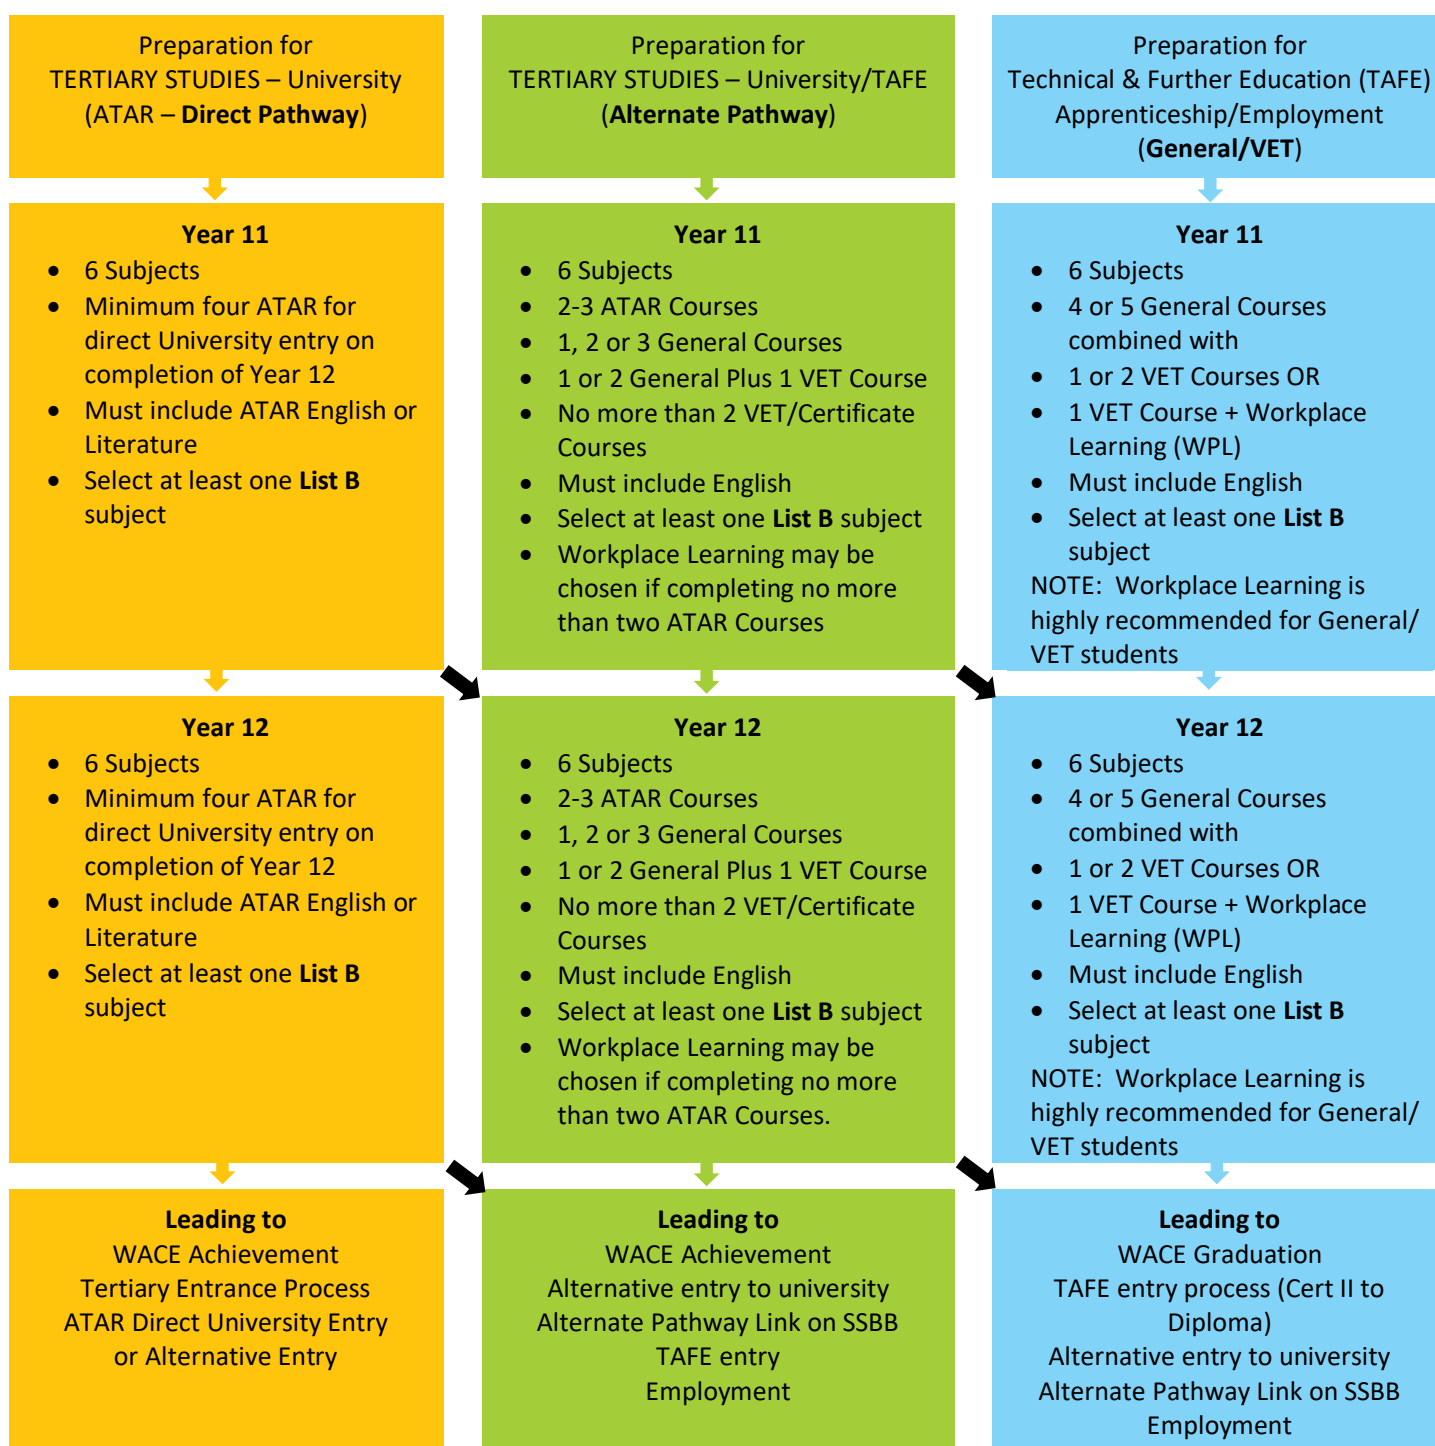 Preparation for
TERTIARY STUDIES – University
(ATAR – Direct Pathway)
Year 11
• 6 Subjects
• Minimum four ATAR for
direct University entry on
completion of Year 12
• Must include ATAR English or
Literature
• Select at least one List B
subject
Year 12
• 6 Subjects
• Minimum four ATAR for
direct University entry on
completion of Year 12
• Must include ATAR English or
Literature
• Select at least one List B
subject
Leading to
WACE Achievement
Tertiary Entrance Process
ATAR Direct University Entry
or Alternative Entry
Preparation for
TERTIARY STUDIES – University/TAFE
(Alternate Pathway)
Year 11
• 6 Subjects
• 2-3 ATAR Courses
• 1, 2 or 3 General Courses
• 1 or 2 General Plus 1 VET Course
• No more than 2 VET/Certificate
Courses
• Must include English
• Select at least one List B subject
• Workplace Learning may be
chosen if completing no more
than two ATAR Courses
Year 12
• 6 Subjects
• 2-3 ATAR Courses
• 1, 2 or 3 General Courses
• 1 or 2 General Plus 1 VET Course
• No more than 2 VET/Certificate
Courses
• Must include English
• Select at least one List B subject
• Workplace Learning may be
chosen if completing no more
than two ATAR Courses.
Leading to
WACE Achievement
Alternative entry to university
Alternate Pathway Link on SSBB
TAFE entry
Employment
Preparation for
Technical & Further Education (TAFE)
Apprenticeship/Employment
(General/VET)
Year 11
• 6 Subjects
• 4 or 5 General Courses
combined with
• 1 or 2 VET Courses OR
• 1 VET Course + Workplace
Learning (WPL)
• Must include English
• Select at least one List B
subject
NOTE: Workplace Learning is
highly recommended for General/
VET students
Year 12
• 6 Subjects
• 4 or 5 General Courses
combined with
• 1 or 2 VET Courses OR
• 1 VET Course + Workplace
Learning (WPL)
• Must include English
• Select at least one List B
subject
NOTE: Workplace Learning is
highly recommended for General/
VET students
Leading to
WACE Graduation
TAFE entry process (Cert II to
Diploma)
Alternative entry to university
Alternate Pathway Link on SSBB
Employment